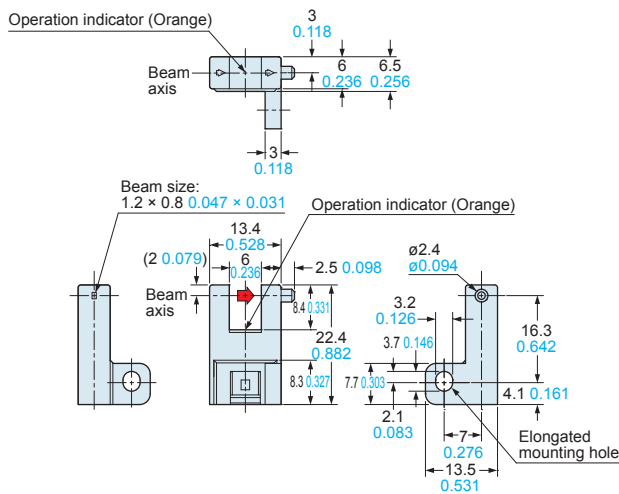 Operation indicator (Orange)
3
0.118
Beam
axis
6
0.236
6.5
0.256
3
0.118
Beam size:
1.2 × 0.8 0.047 × 0.031
Operation indicator (Orange)
13.4
0.528
(2 0.079)
6
0.236
2.5 0.098
Beam
axis
8.4 0.331
22.4
0.882
8.3 0.327
ø2.4
ø0.094
3.2
0.126
3.7 0.146
16.3
0.642
7.7 0.303
4.1 0.161
2.1
0.083
7
0.276
Elongated
mounting hole
13.5
0.531